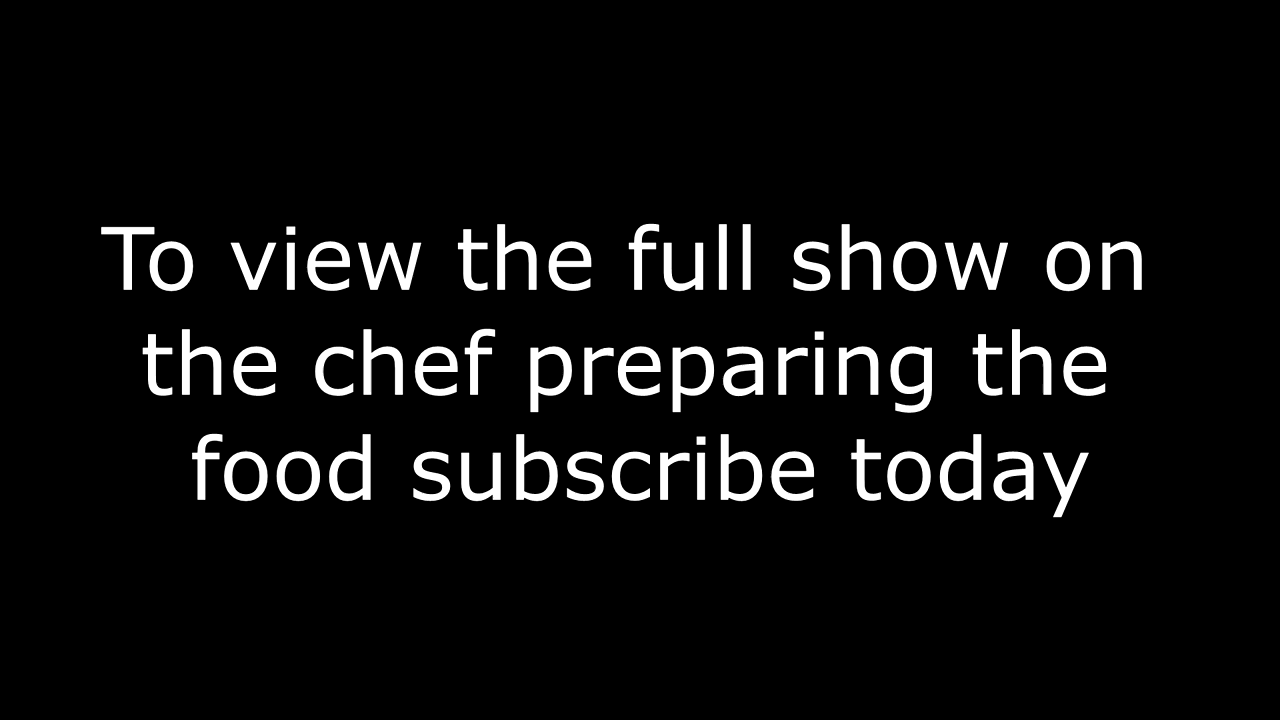 To view the full show on
the chef preparing the
food subscribe today